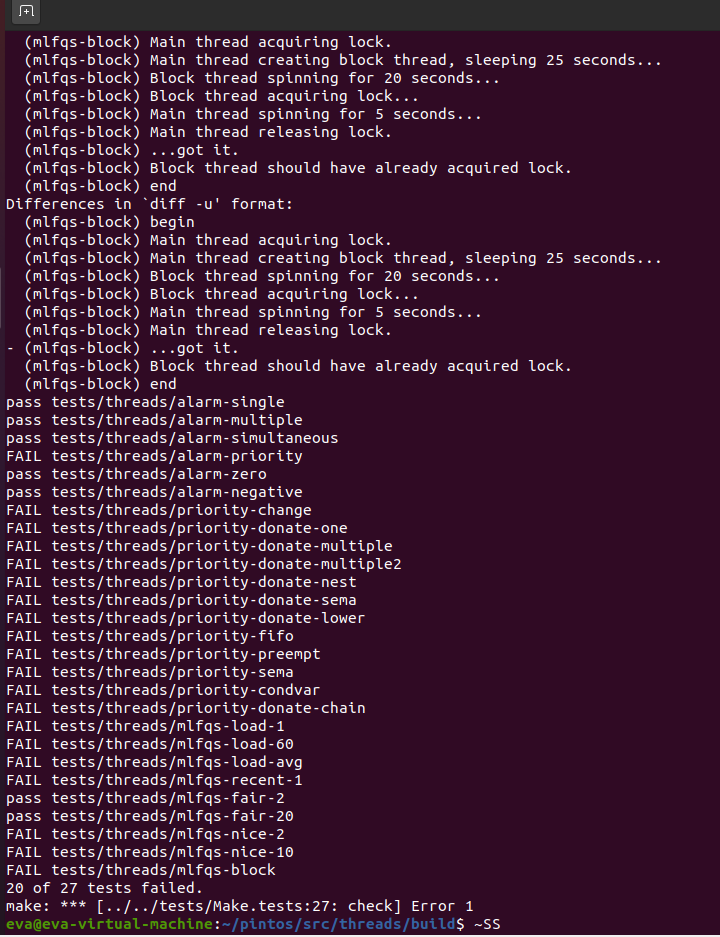 (mlfqs-block) Main thread acquiring lock.
(mlfqs-block) Main thread creating block thread, sleeping 25 seconds...
(mlfqs-block) Block thread spinning for 20 seconds...
(mlfqs-block) Block thread acquiring lock...
(mlfqs-block) Main thread spinning for 5 seconds...
(mlfqs-block) Main thread releasing lock.
(mlfqs-block) ...got it.
(mlfqs-block) Block thread should have already acquired lock.
(mlfqs-block) end
Differences in `diff -u' format:
(mlfqs-block) begin
(mlfqs-block) Main thread acquiring lock.
(mlfqs-block) Main thread creating block thread, sleeping 25 seconds...
(mlfqs-block) Block thread spinning for 20 seconds...
(mlfqs-block) Block thread acquiring lock...
(mlfqs-block) Main thread spinning for 5 seconds...
(mlfqs-block) Main thread releasing lock.
- (mlfqs-block) ...got it.
(mlfqs-block) Block thread should have already acquired lock.
(mlfqs-block) end
pass tests/threads/alarm-single
pass tests/threads/alarm-multiple
pass tests/threads/alarm-simultaneous
FAIL tests/threads/alarm-priority
pass tests/threads/alarm-zero
pass tests/threads/alarm-negative
FAIL tests/threads/priority-change
FAIL tests/threads/priority-donate-one
FAIL tests/threads/priority-donate-multiple
FAIL tests/threads/priority-donate-multiple2
FAIL tests/threads/priority-donate-nest
FAIL tests/threads/priority-donate-sema
FAIL tests/threads/priority-donate-lower
FAIL tests/threads/priority-fifo
FAIL tests/threads/priority-preempt
FAIL tests/threads/priority-sema
FAIL tests/threads/priority-condvar
FAIL tests/threads/priority-donate-chain
FAIL tests/threads/mlfqs-load-1
FAIL tests/threads/mlfqs-load-60
FAIL tests/threads/mlfqs-load-avg
FAIL tests/threads/mlfqs-recent-1
pass tests/threads/mlfqs-fair-2
pass tests/threads/mlfqs-fair-20
FAIL tests/threads/mlfqs-nice-2
FAIL tests/threads/mlfqs-nice-10
FAIL tests/threads/mlfqs-block
20 of 27 tests failed.
make: *** [../../tests/Make.tests:27: check] Error 1
eva@eva-virtual-machine:~/pintos/src/threads/build$ ~SS